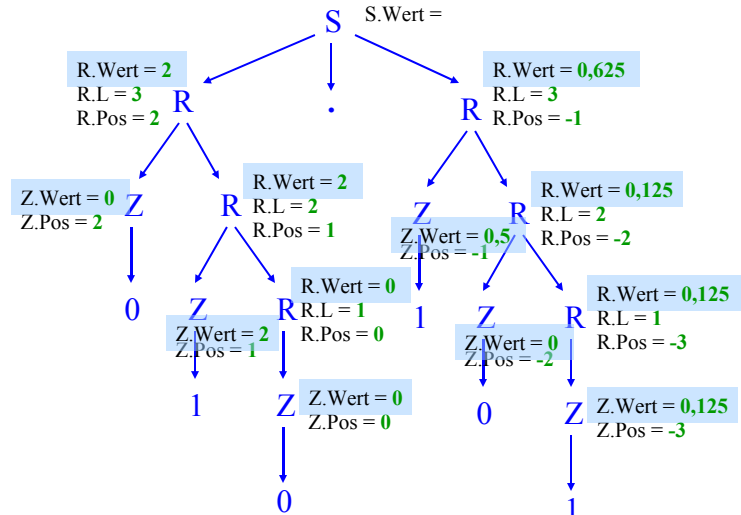 S
S.Wert =
R.Wert = 2
R.L = 3
R.Pos = 2
R
.
R
R.Wert = 0,625
R.L = 3
R.Pos = -1
Z.Wert = 0
Z.Pos = 2
Z
R
R.Wert = 2
R.L = 2
R.Pos = 1
Z
Z.Wert = 0,5
Z.Pos = -1
R
R.Wert = 0,125
R.L = 2
R.Pos = -2
0
Z
Z.Wert = 2
Z.Pos = 1
R
R.Wert = 0
R.L = 1
R.Pos = 0
1
Z
Z.Wert = 0
Z.Pos = -2
R
R.Wert = 0,125
R.L = 1
R.Pos = -3
1
Z
Z.Wert = 0
Z.Pos = 0
0
Z
Z.Wert = 0,125
Z.Pos = -3
0
1